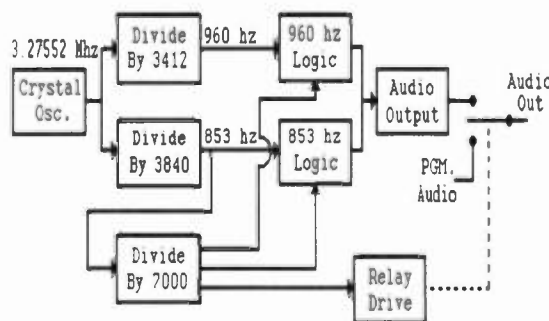 3.27552 Mhz
Crystal
Osc.
Divide
By 3412
960 hz
960 hz
Logic
Divide
By 3840
853 hz
853 hz
Logic
Audio
Output
Audio
Out
PGM.
Audio
Divide
By 7000
Relay
Drive